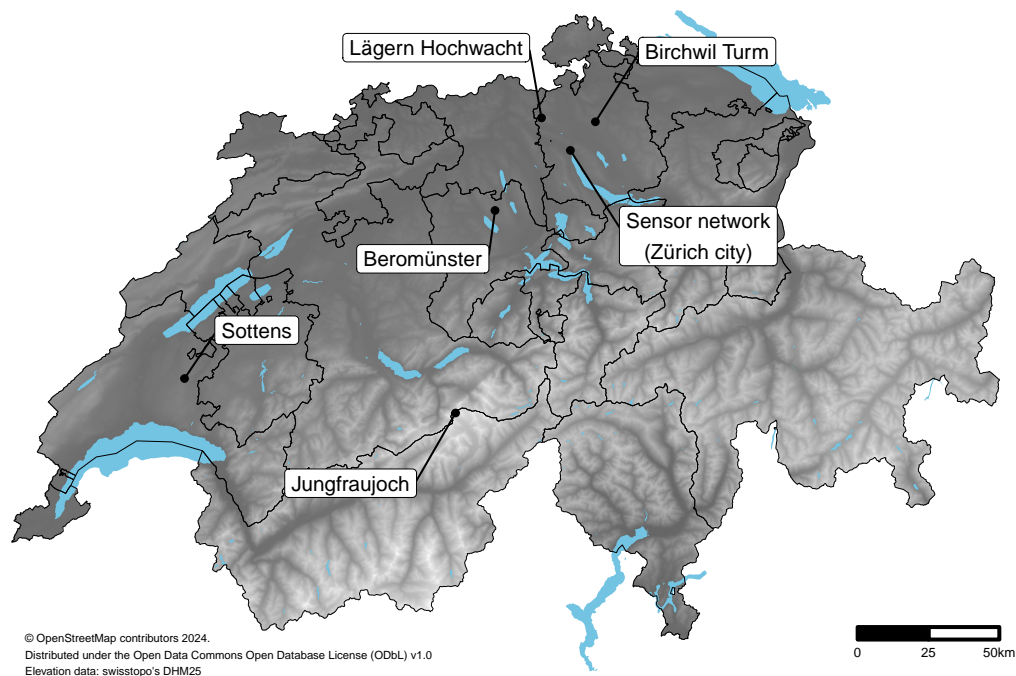 Lägern Hochwacht
Birchwil Turm
Sensor network
(Zürich city)
Beromünster
Sottens
Jungfraujoch
© OpenStreetMap contributors 2024.
Distributed under the Open Data Commons Open Database License (ODbL) v1.0
Elevation data: swisstopo's DHM25
0 25 50km